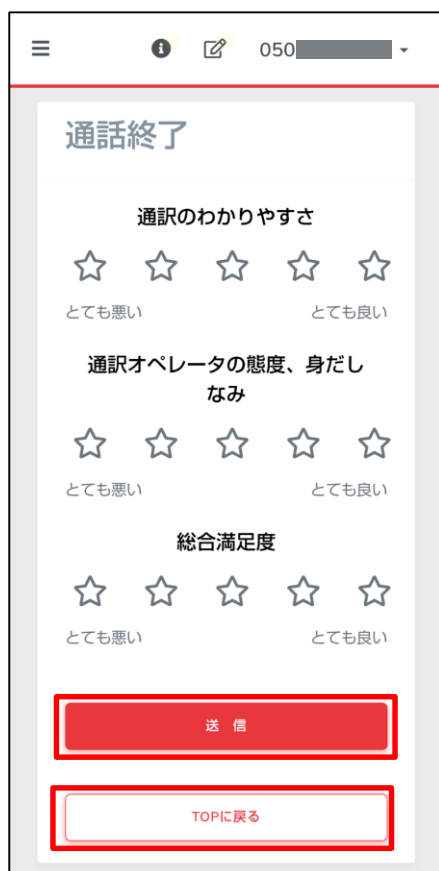 050
通話終了
通訳のわかりやすさ
とても悪い とても良い
通訳オペレータの態度、身だし
なみ
とても悪い とても良い
総合満足度
とても悪い とても良い
送 信
TOPに戻る